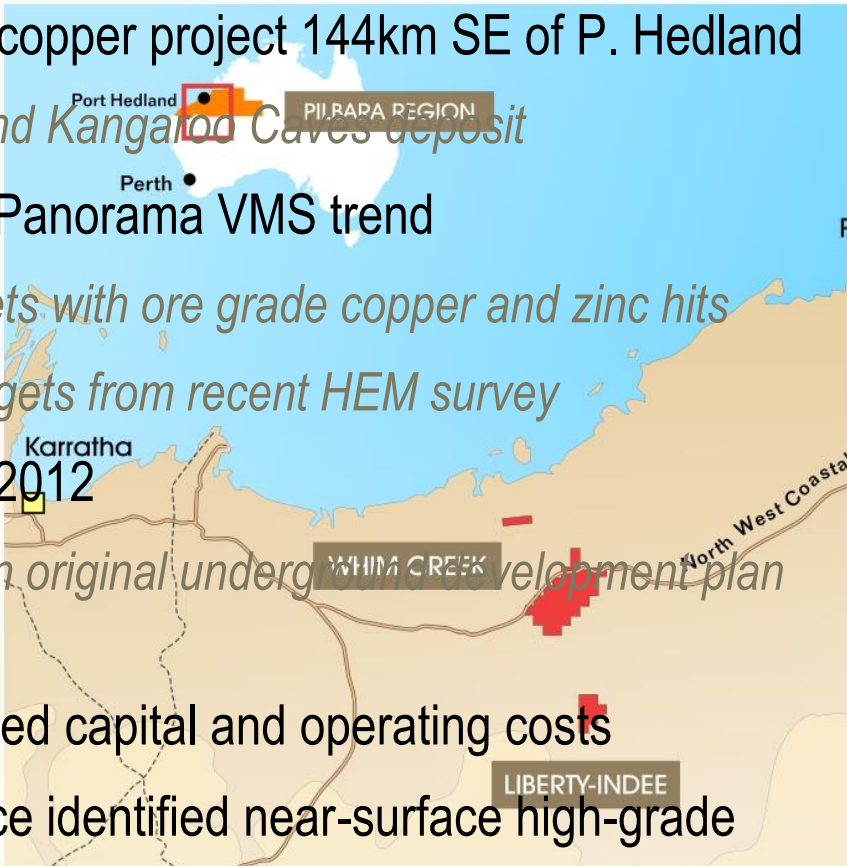 copper project 144km SE of P. Hedland
Port Hedland
PILBARA REGION
nd Kangaroo Caves deposit
Perth
Panorama VMS trend
ets with ore grade copper and zinc hits
gets from recent HEM survey
Karratha
2012
North West Coastal
WHIM CREEK
n original underground development plan
ed capital and operating costs
LIBERTY-INDEE
ce identified near-surface high-grade